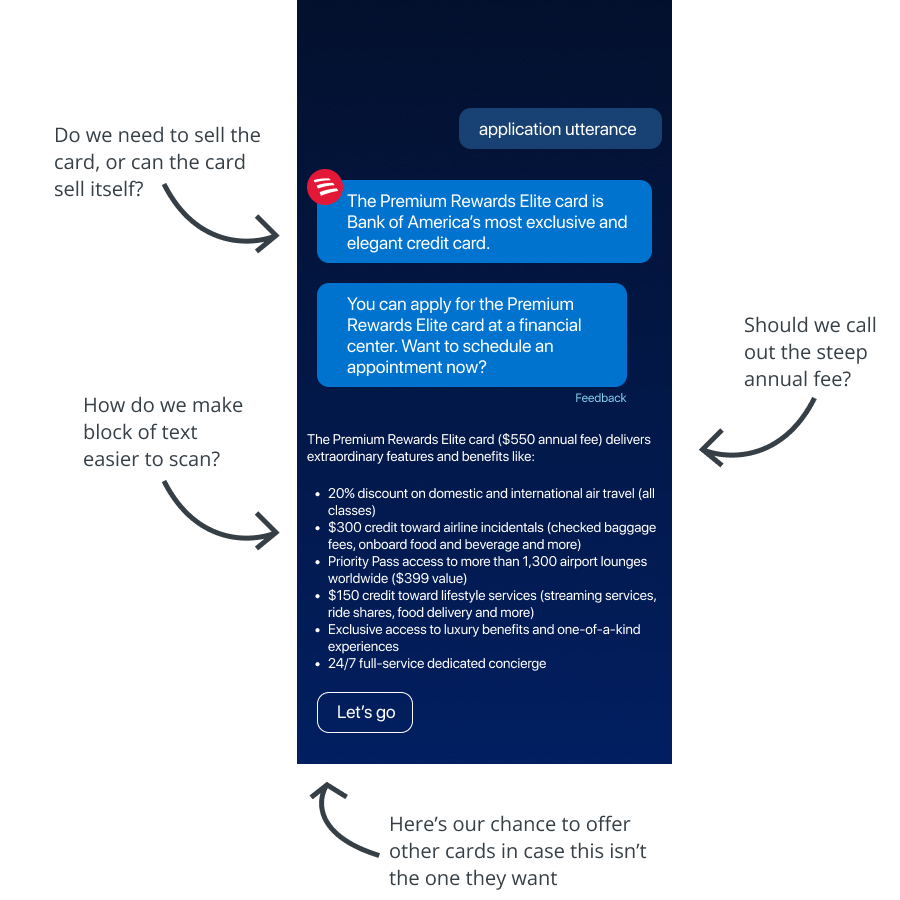 application utterance
Do we need to sell the
card, or can the card
sell itself?
The Premium Rewards Elite card is
Bank of America’s most exclusive and
elegant credit card.
You can apply for the Premium
Rewards Elite card at a financial
center. Want to schedule an
appointment now?
Feedback
Should we call
out the steep
annual fee?
How do we make
block of text
easier to scan?
The Premium Rewards Elite card ($550 annual fee) delivers
extraordinary features and benefits like:
• 20% discount on domestic and international air travel (all
classes)
• $300 credit toward airline incidentals (checked baggage
fees, onboard food and beverage and more)
• Priority Pass access to more than 1,300 airport lounges
worldwide ($399 value)
• $150 credit toward lifestyle services (streaming services,
ride shares, food delivery and more)
• Exclusive access to luxury benefits and one-of-a-kind
experiences
• 24/7 full-service dedicated concierge
Let’s go
Here’s our chance to offer
other cards in case this isn’t
the one they want